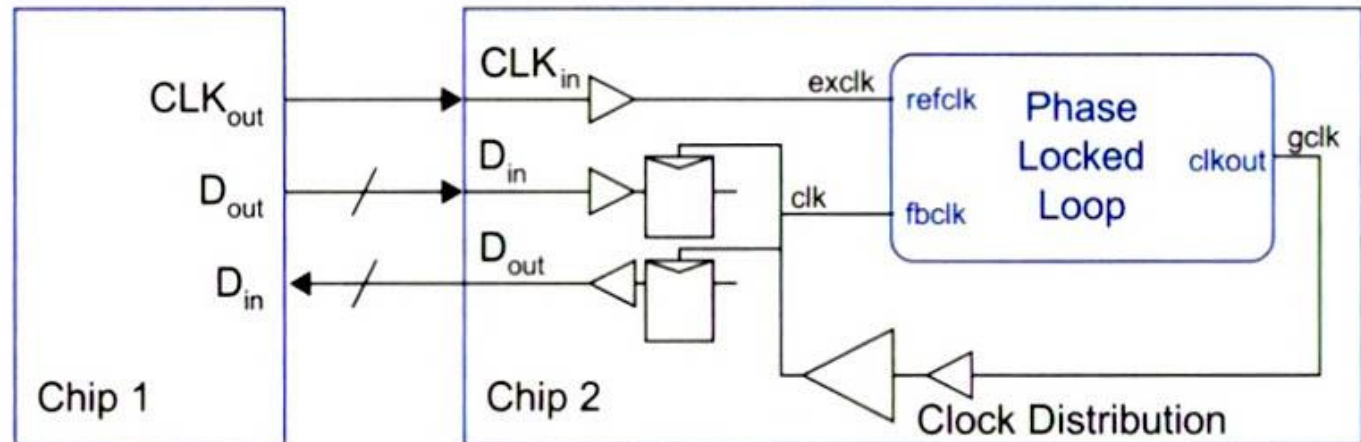 CLKout
Dout
Din
Chip 1
CLKin
Din
Dout
Chip 2
exclk
clk
refclk
fbclk
Phase
Locked
Loop
clkout
gclk
Clock Distribution